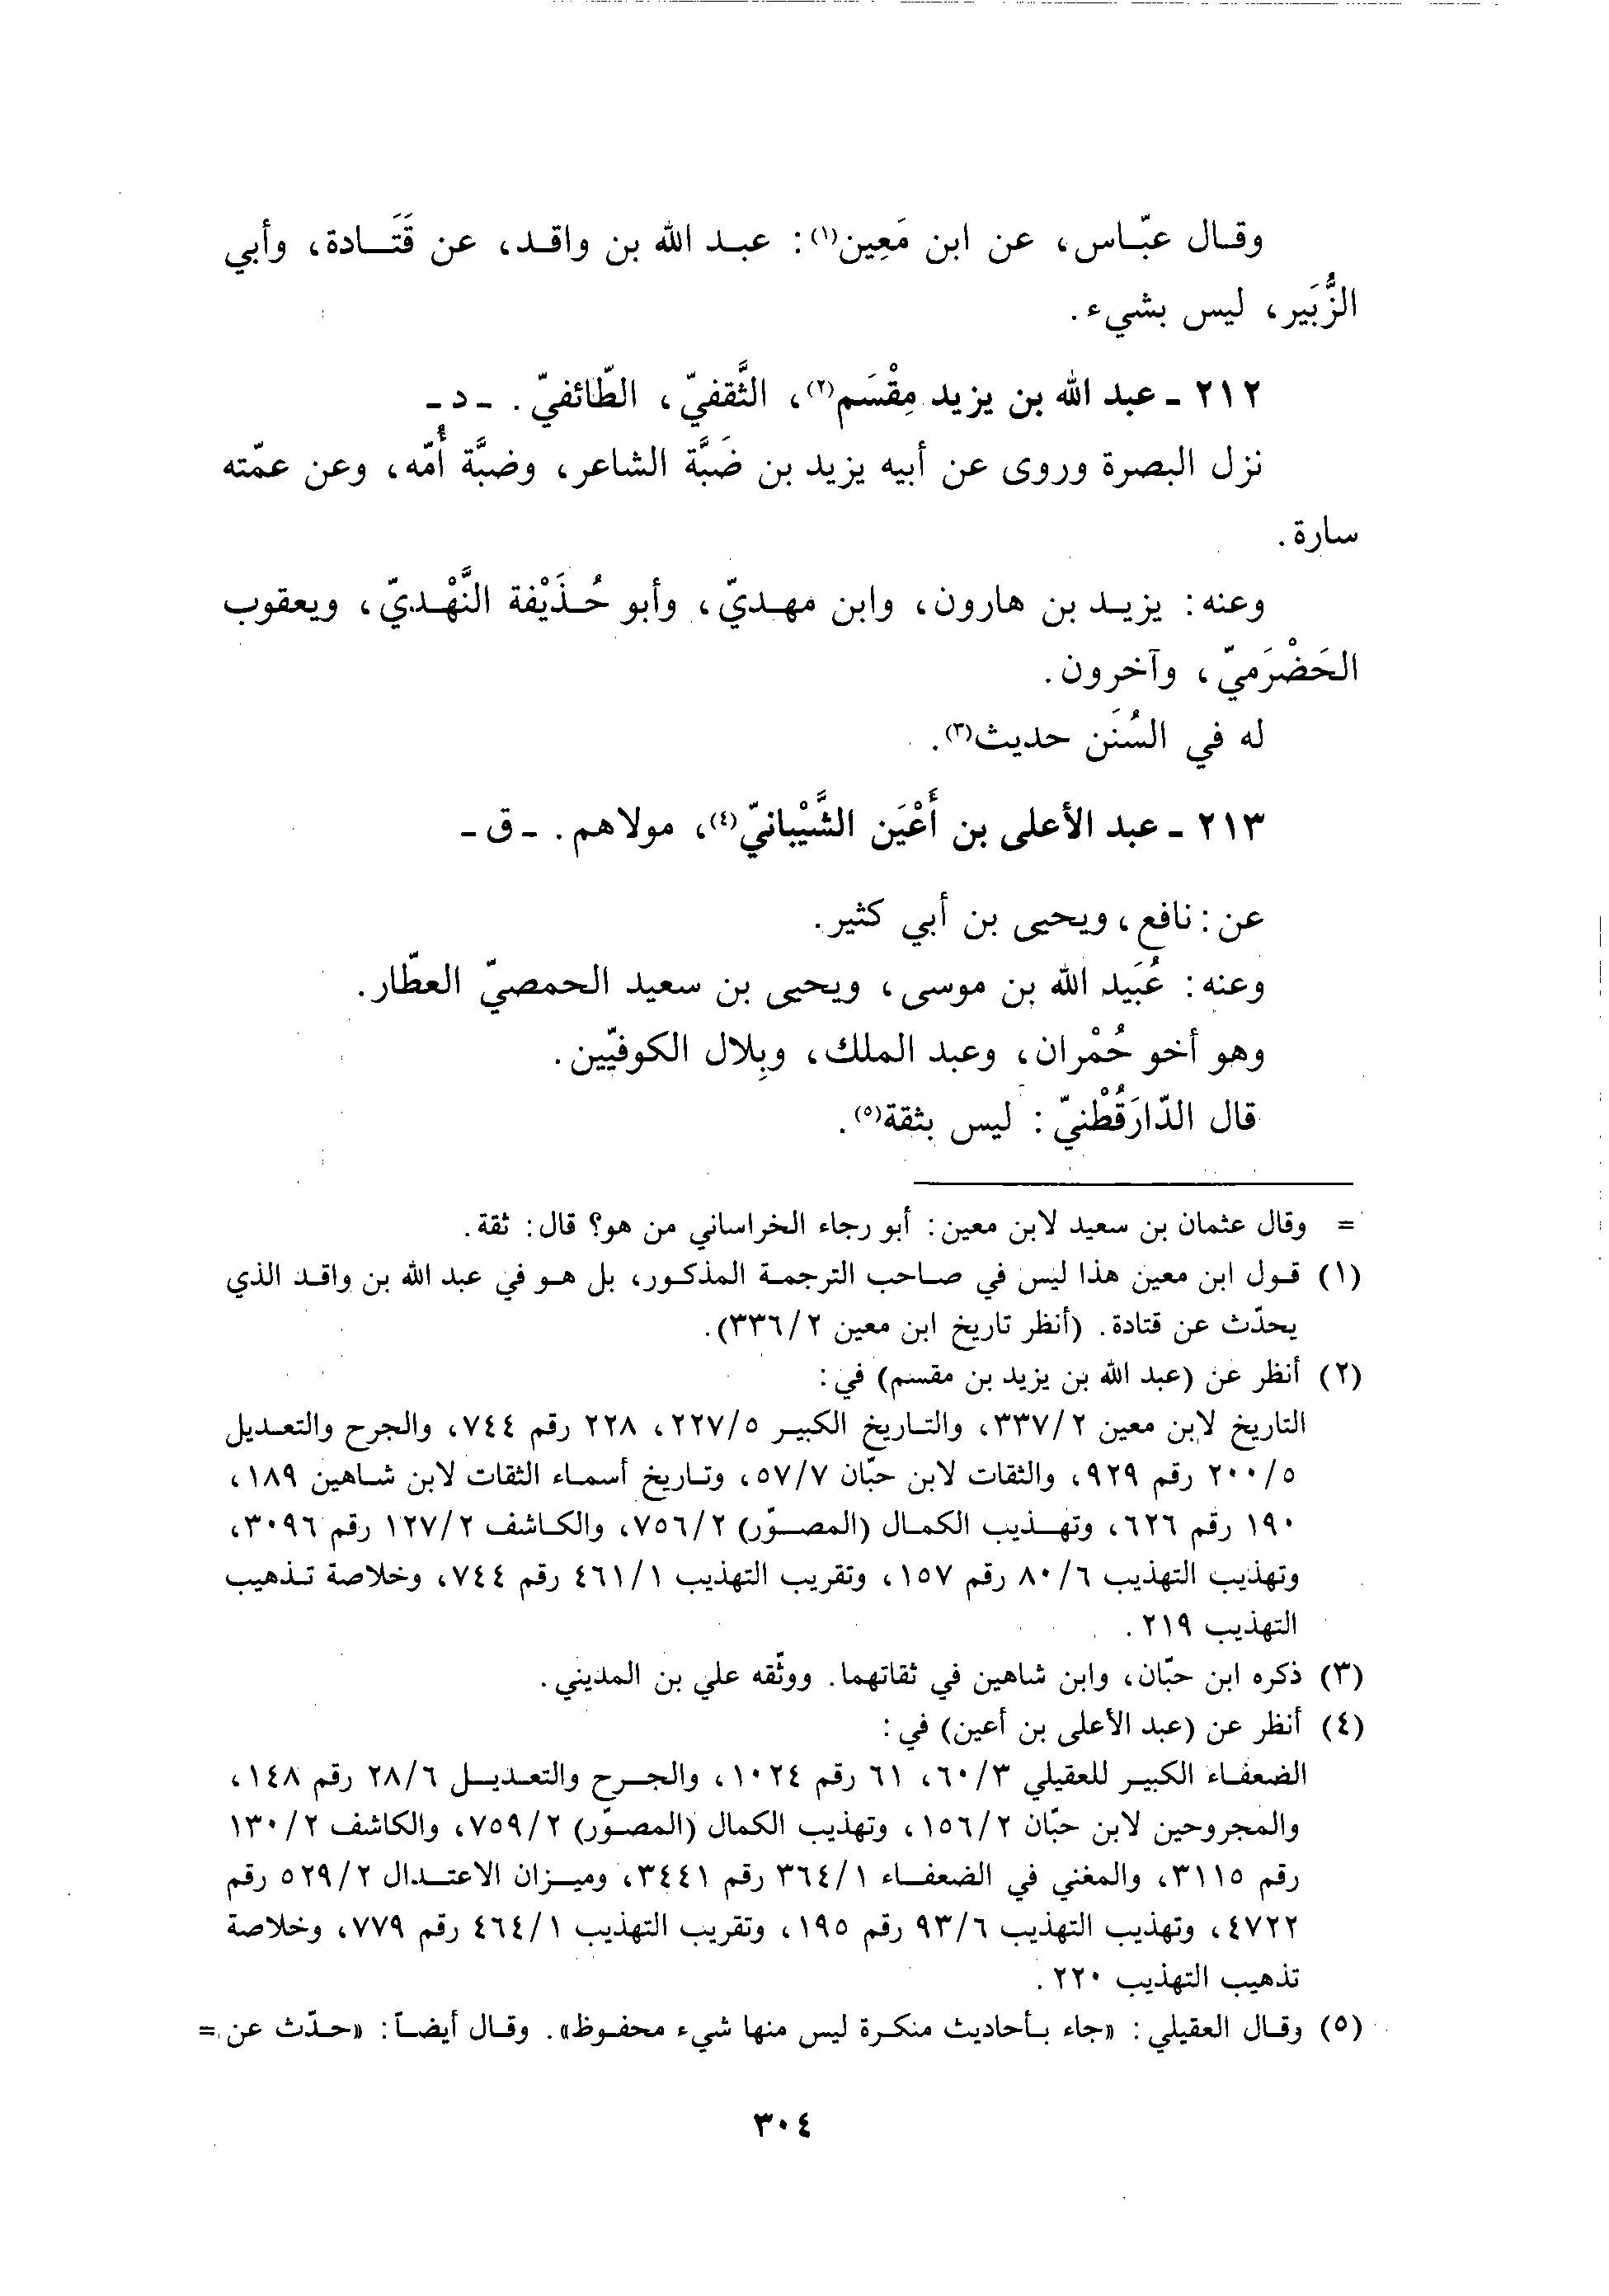 وقال عبّاس، عن ابن مَعِين(١): عبد الله بن واقد، عن قَتَادة، وأبي
الزُّبَير، ليس بشيء.
٢١٢ - عبد الله بن يزيد مِقْسَم(٢)، الثَّقفيّ، الطّائفيّ. - د -
نزل البصرة وروى عن أبيه يزيد بن ضَبَّة الشاعر، وضبَّة أُمّه، وعن عمّته
سارة.
وعنه: يزيد بن هارون، وابن مهديّ، وأبو حُذَيْفة النَّهْديّ، ويعقوب
الحَضْرَميّ، وآخرون.
له في السُنَن حديث(٣).
٢١٣ - عبد الأعلى بن أَعْيَن الشَّيْبانيّ(٤)، مولاهم. - ق -
عن: نافع، ويحيى بن أبي كثير.
وعنه: عُبَيد الله بن موسى، ويحيى بن سعيد الحمصيّ العطّار.
وهو أخو حُمْران، وعبد الملك، وبِلال الكوفيّين.
قال الدّارَقُطْنيّ: ليس بثقة(٥).
= وقال عثمان بن سعيد لابن معين: أبو رجاء الخراساني من هو؟ قال: ثقة.
(١) قول ابن معين هذا ليس في صاحب الترجمة المذكور، بل هو في عبد الله بن واقد الذي
يحدّث عن قتادة. (أنظر تاريخ ابن معين ٣٣٦/٢).
(٢) أنظر عن (عبد الله بن يزيد بن مقسم) في:
التاريخ لابن معين ٣٣٧/٢، والتاريخ الكبير ٢٢٧/٥، ٢٢٨ رقم ٧٤٤، والجرح والتعديل
٢٠٠/٥ رقم ٩٢٩، والثقات لابن حبّان ٥٧/٧، وتاريخ أسماء الثقات لابن شاهين ١٨٩،
١٩٠ رقم ٦٢٦، وتهذيب الكمال (المصوّر) ٧٥٦/٢، والكاشف ١٢٧/٢ رقم ٣٠٩٦،
وتهذيب التهذيب ٨٠/٦ رقم ١٥٧، وتقريب التهذيب ٤٦١/١ رقم ٧٤٤، وخلاصة تذهيب
التهذيب ٢١٩.
(٣) ذكره ابن حبّان، وابن شاهين في ثقاتهما. ووثّقه علي بن المديني.
(٤) أنظر عن (عبد الأعلى بن أعين) في:
الضعفاء الكبير للعقيلي ٦٠/٣، ٦١ رقم ١٠٢٤، والجرح والتعديل ٢٨/٦ رقم ١٤٨،
والمجروحين لابن حبّان ١٥٦/٢، وتهذيب الكمال (المصوّر) ٧٥٩/٢، والكاشف ١٣٠/٢
رقم ٣١١٥، والمغني في الضعفاء ٣٦٤/١ رقم ٣٤٤١، وميزان الاعتدال ٥٢٩/٢ رقم
٤٧٢٢، وتهذيب التهذيب ٩٣/٦ رقم ١٩٥، وتقريب التهذيب ٤٦٤/١ رقم ٧٧٩، وخلاصة
تذهيب التهذيب ٢٢٠.
(٥) وقال العقيلي: «جاء بأحاديث منكرة ليس منها شيء محفوظ». وقال أيضاً: «حدّث عن =
٣٠٤